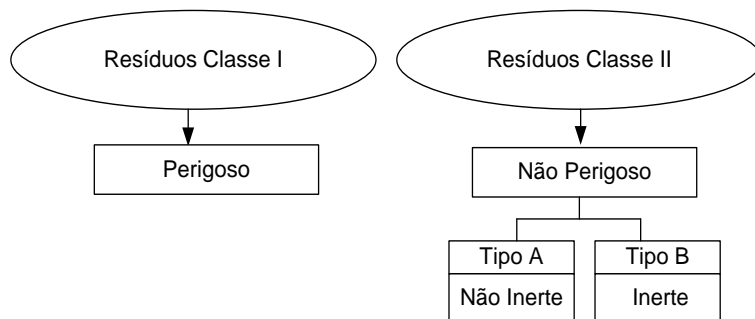 Resíduos Classe I
Resíduos Classe II
Perigoso
Não Perigoso
Tipo A
Tipo B
Não Inerte
Inerte